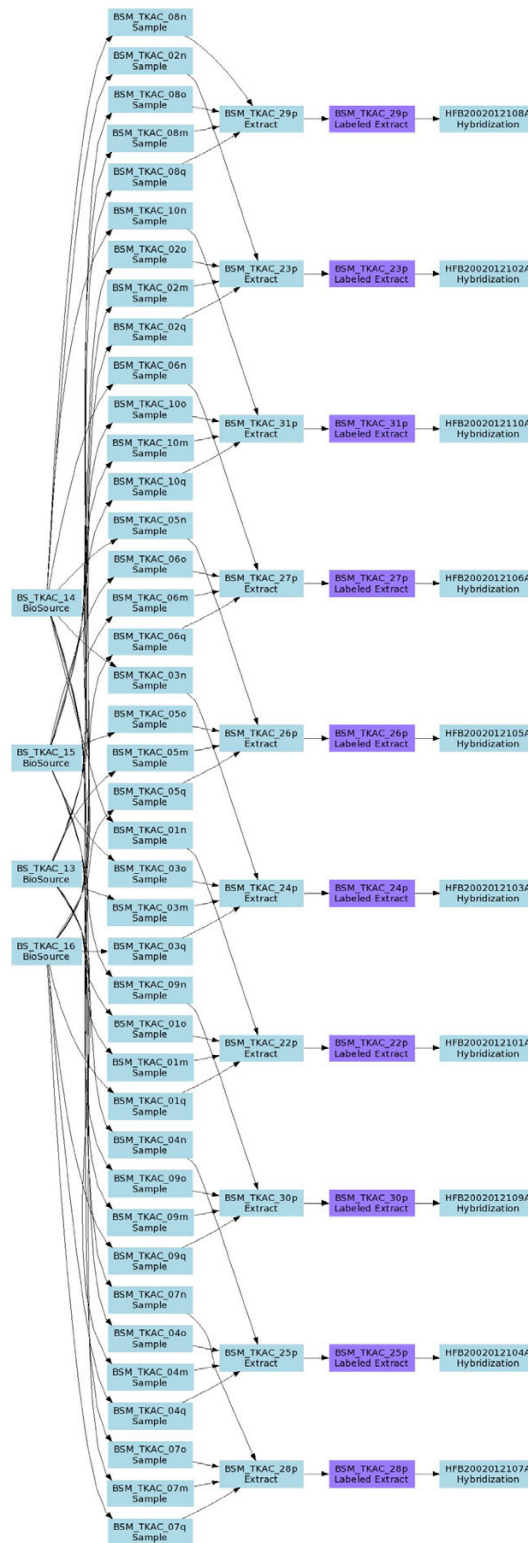 BSM_TKAC_08n
Sample
BSM_TKAC_02n
Sample
BSM_TKAC_08o
Sample
BSM_TKAC_29p
Extract
BSM_TKAC_29p
Labeled Extract
HFB2002012108A
Hybridization
BSM_TKAC_08m
Sample
BSM_TKAC_08q
Sample
BSM_TKAC_10n
Sample
BSM_TKAC_02o
Sample
BSM_TKAC_23p
Extract
BSM_TKAC_23p
Labeled Extract
HFB2002012102A
Hybridization
BSM_TKAC_02m
Sample
BSM_TKAC_02q
Sample
BSM_TKAC_06n
Sample
BSM_TKAC_10o
Sample
BSM_TKAC_31p
Extract
BSM_TKAC_31p
Labeled Extract
HFB2002012110A
Hybridization
BSM_TKAC_10m
Sample
BSM_TKAC_10q
Sample
BSM_TKAC_05n
Sample
BSM_TKAC_06o
Sample
BSM_TKAC_27p
Extract
BSM_TKAC_27p
Labeled Extract
HFB2002012106A
Hybridization
BS_TKAC_14
BioSource
BSM_TKAC_06m
Sample
BSM_TKAC_06q
Sample
BSM_TKAC_03n
Sample
BSM_TKAC_05o
Sample
BSM_TKAC_26p
Extract
BSM_TKAC_26p
Labeled Extract
HFB2002012105A
Hybridization
BS_TKAC_15
BioSource
BSM_TKAC_05m
Sample
BSM_TKAC_05q
Sample
BSM_TKAC_01n
Sample
BS_TKAC_13
BioSource
BSM_TKAC_03o
Sample
BSM_TKAC_24p
Extract
BSM_TKAC_24p
Labeled Extract
HFB2002012103A
Hybridization
BSM_TKAC_03m
Sample
BS_TKAC_16
BioSource
BSM_TKAC_03q
Sample
BSM_TKAC_09n
Sample
BSM_TKAC_01o
Sample
BSM_TKAC_22p
Extract
BSM_TKAC_22p
Labeled Extract
HFB2002012101A
Hybridization
BSM_TKAC_01m
Sample
BSM_TKAC_01q
Sample
BSM_TKAC_04n
Sample
BSM_TKAC_09o
Sample
BSM_TKAC_30p
Extract
BSM_TKAC_30p
Labeled Extract
HFB2002012109A
Hybridization
BSM_TKAC_09m
Sample
BSM_TKAC_09q
Sample
BSM_TKAC_07n
Sample
BSM_TKAC_04o
Sample
BSM_TKAC_25p
Extract
BSM_TKAC_25p
Labeled Extract
HFB2002012104A
Hybridization
BSM_TKAC_04m
Sample
BSM_TKAC_04q
Sample
BSM_TKAC_07o
Sample
BSM_TKAC_28p
Extract
BSM_TKAC_28p
Labeled Extract
HFB2002012107A
Hybridization
BSM_TKAC_07m
Sample
BSM_TKAC_07q
Sample